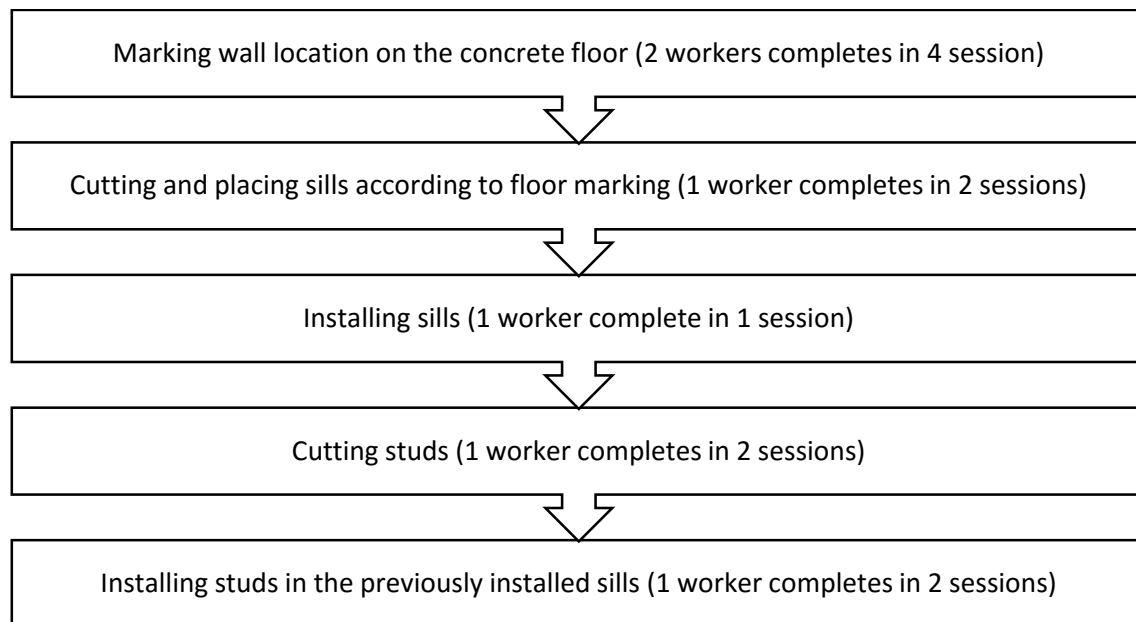 Marking wall location on the concrete floor (2 workers completes in 4 session)
Cutting and placing sills according to floor marking (1 worker completes in 2 sessions)
Installing sills (1 worker complete in 1 session)
Cutting studs (1 worker completes in 2 sessions)
Installing studs in the previously installed sills (1 worker completes in 2 sessions)